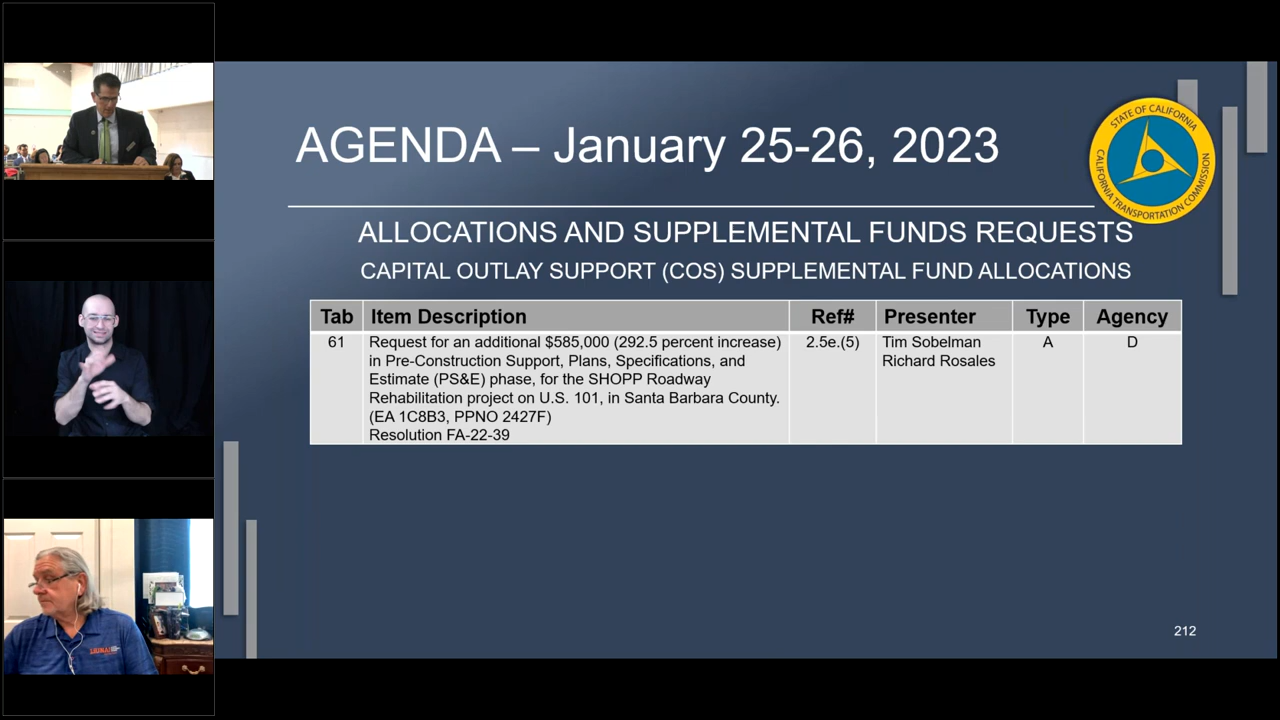 AGENDA – January 25-26, 2023
STATE OF CALIFORNIA
CALIFORNIA TRANSPORTATION COMMISSION
ALLOCATIONS AND SUPPLEMENTAL FUNDS REQUESTS
CAPITAL OUTLAY SUPPORT (COS) SUPPLEMENTAL FUND ALLOCATIONS
Tab Item Description Ref# Presenter Type Agency
61 Request for an additional $585,000 (292.5 percent increase) 2.5e.(5) Tim Sobelman A D
in Pre-Construction Support, Plans, Specifications, and Richard Rosales
Estimate (PS&E) phase, for the SHOPP Roadway
Rehabilitation project on U.S. 101, in Santa Barbara County.
(EA 1C8B3, PPNO 2427F)
Resolution FA-22-39
212